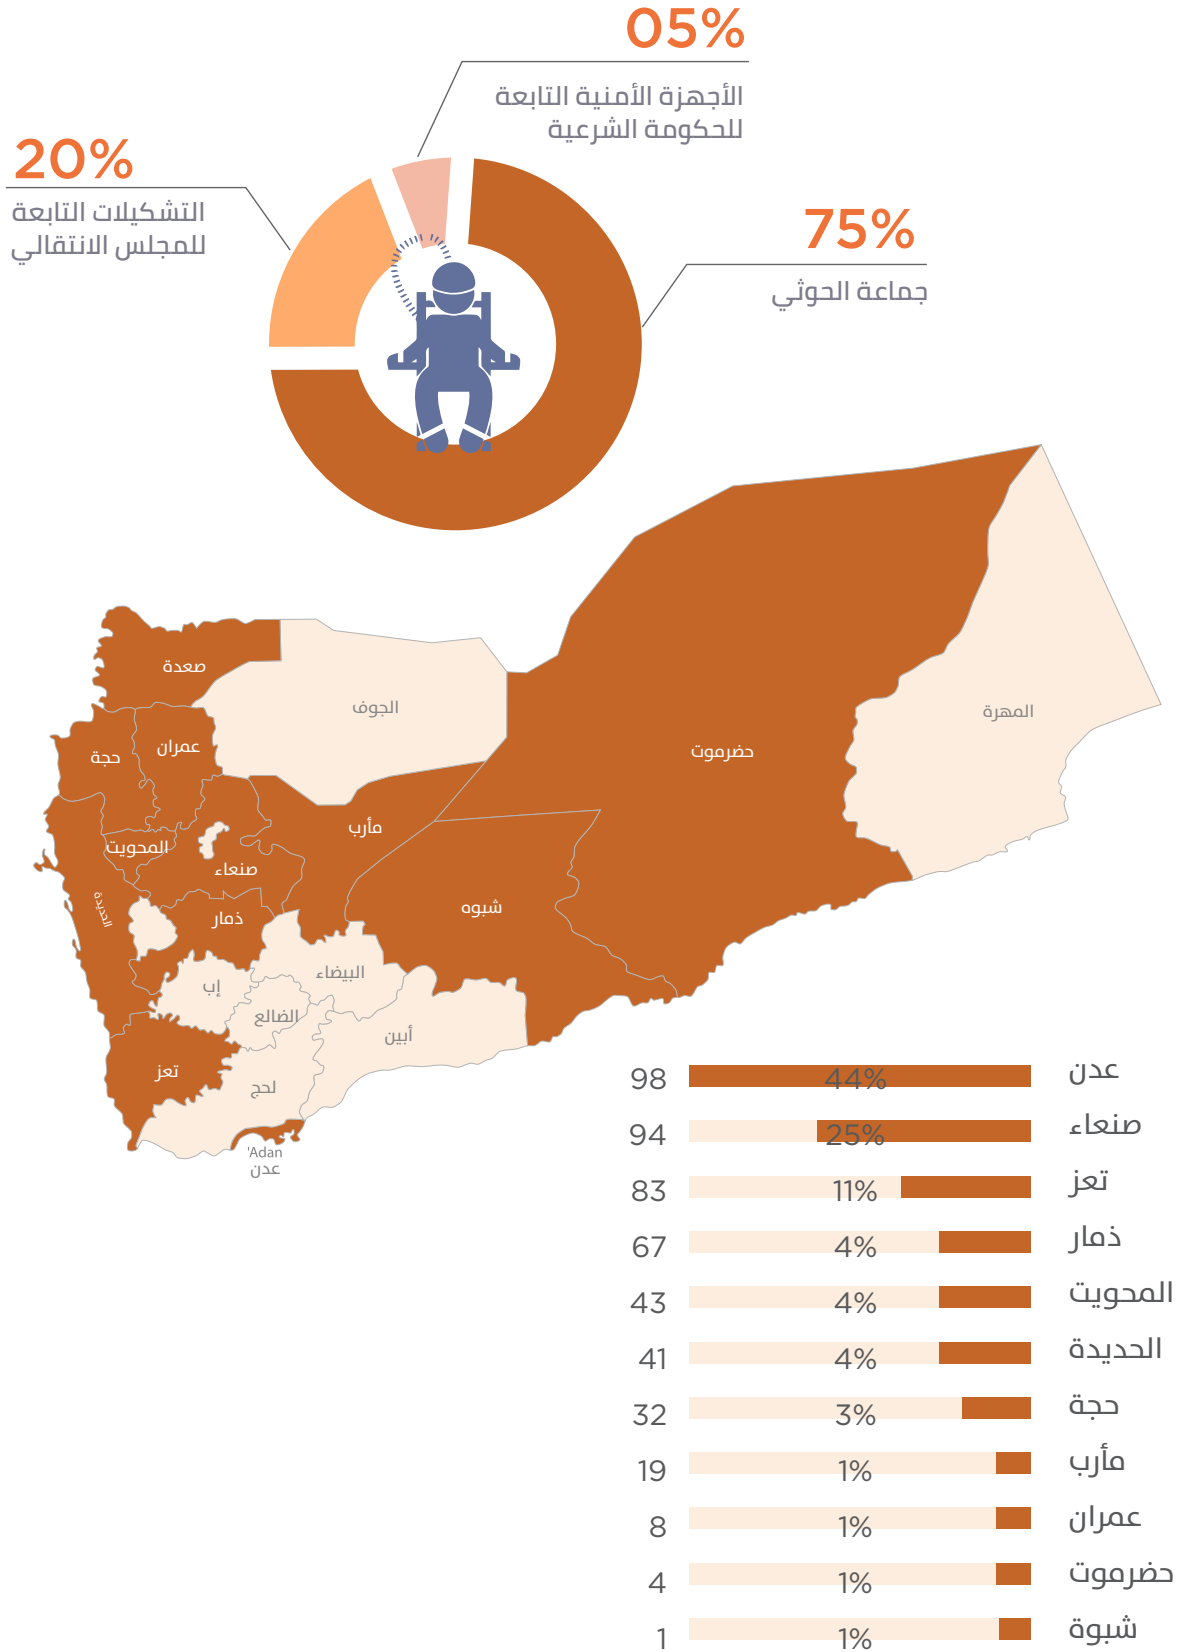 05%
الأجهزة الأمنية التابعة
للحكومة الشرعية
20%
التشكيلات التابعة
للمجلس الانتقالي
75%
جماعة الحوثي
صعدة
الجوف
المهرة
حجة
عمران
حضرموت
مأرب
المحويت
صنعاء
الحديدة
ذمار
شبوه
البيضاء
إب
الضالع
أبين
تعز
لحج
'Adan
عدن
عدن 44% 98
صنعاء 25% 94
تعز 11% 83
ذمار 4% 67
المحويت 4% 43
الحديدة 4% 41
حجة 3% 32
مأرب 1% 19
عمران 1% 8
حضرموت 1% 4
شبوة 1% 1